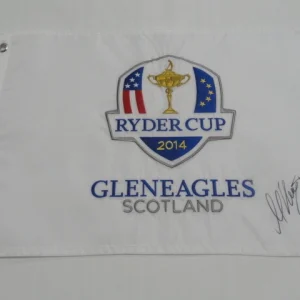 RYDER CUP
2014
GLENEAGLES
SCOTLAND